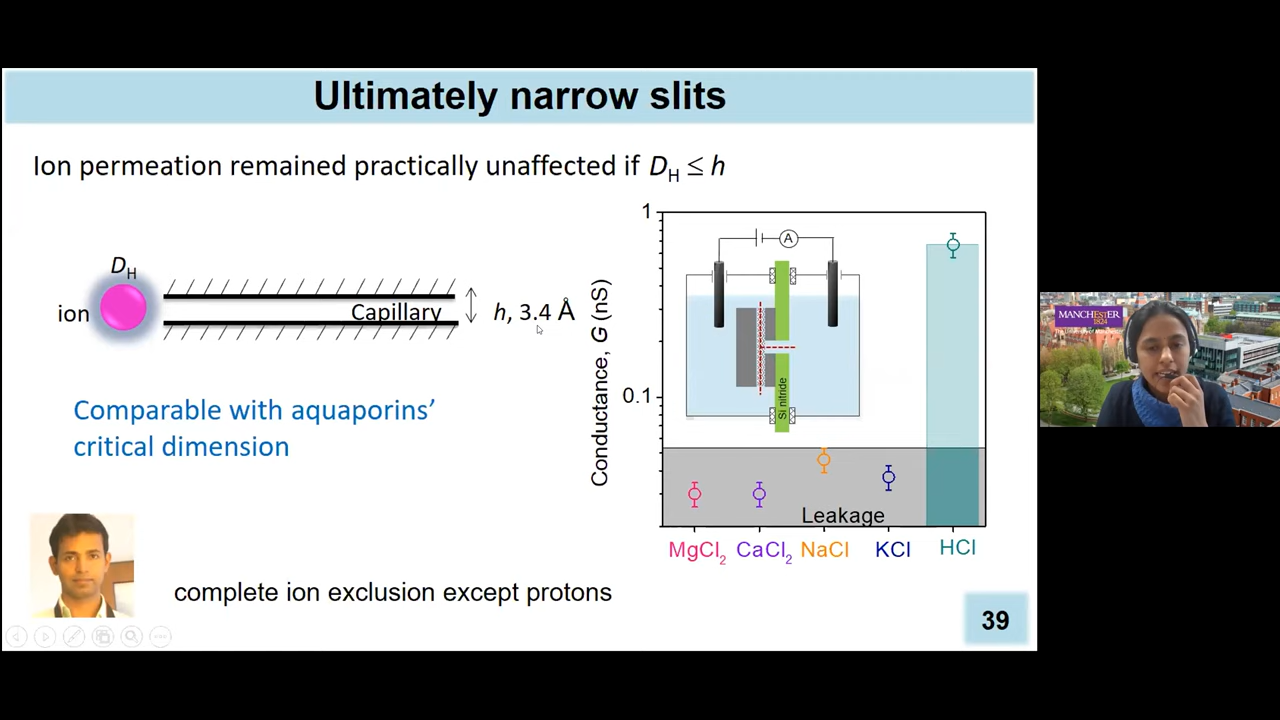 Ultimately narrow slits
Ion permeation remained practically unaffected if D_H ≤ h
D_H
ion
Capillary
h, 3.4 Å
Comparable with aquaporins’
critical dimension
complete ion exclusion except protons
Conductance, G (nS)
1
0.1
A
Si nitride
Leakage
MgCl₂ CaCl₂ NaCl KCl HCl
39
MANCHESTER
1824